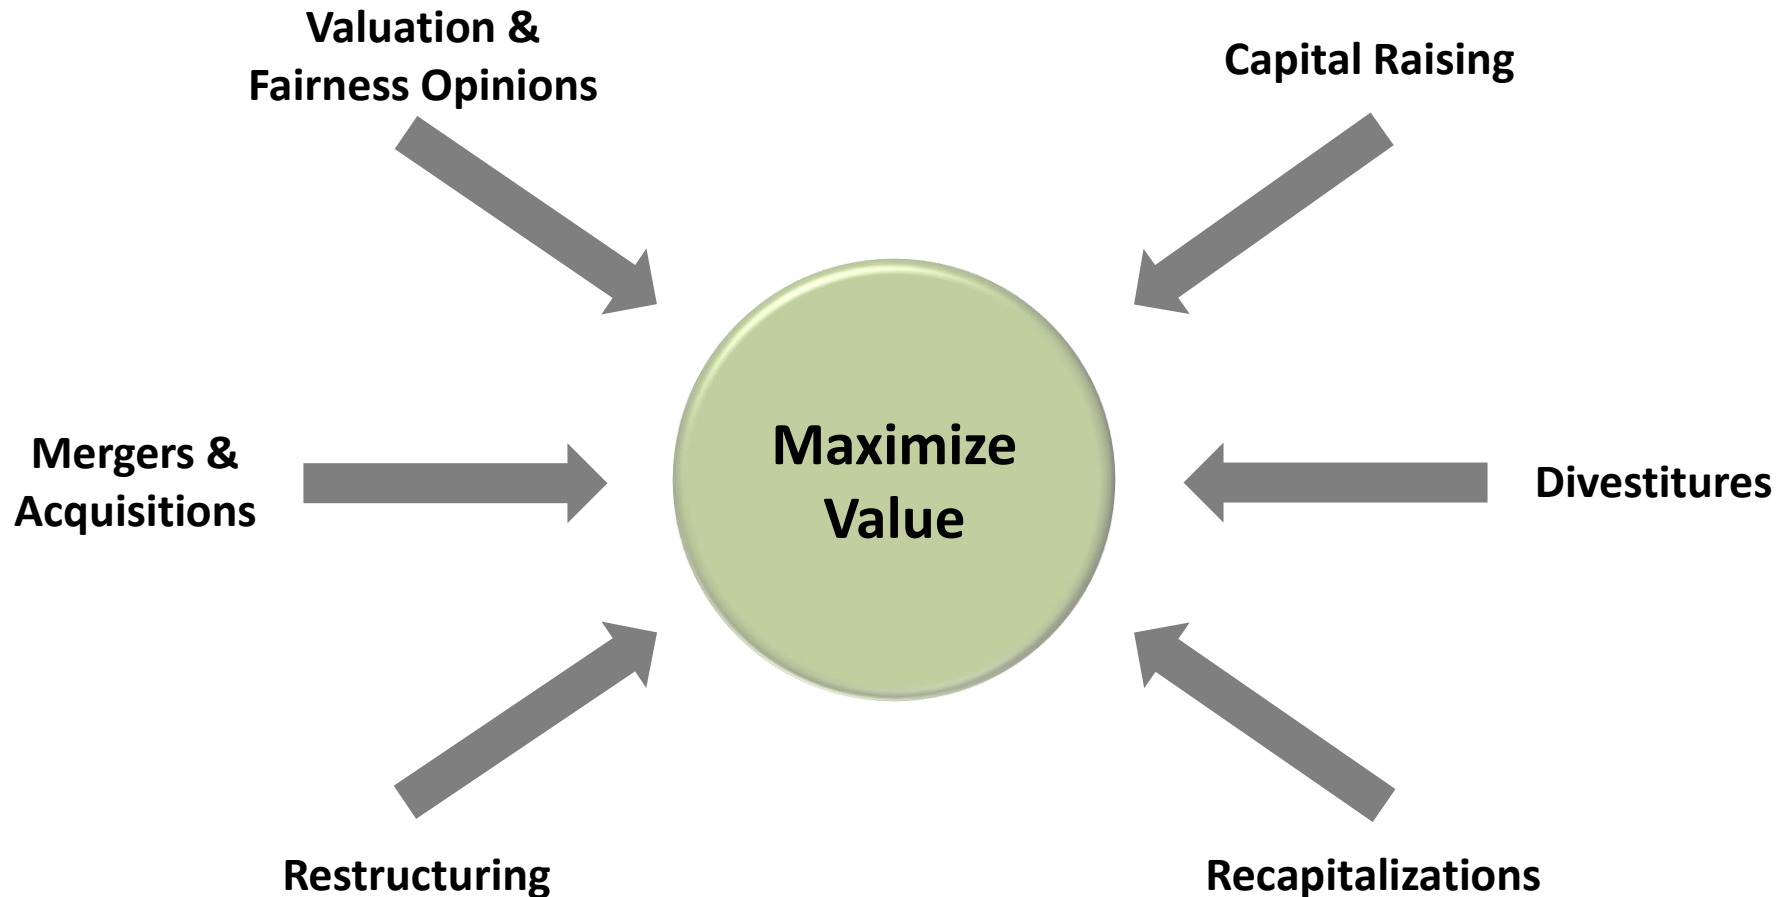 Valuation &
Fairness Opinions
Capital Raising
Mergers &
Acquisitions
Maximize
Value
Divestitures
Restructuring
Recapitalizations